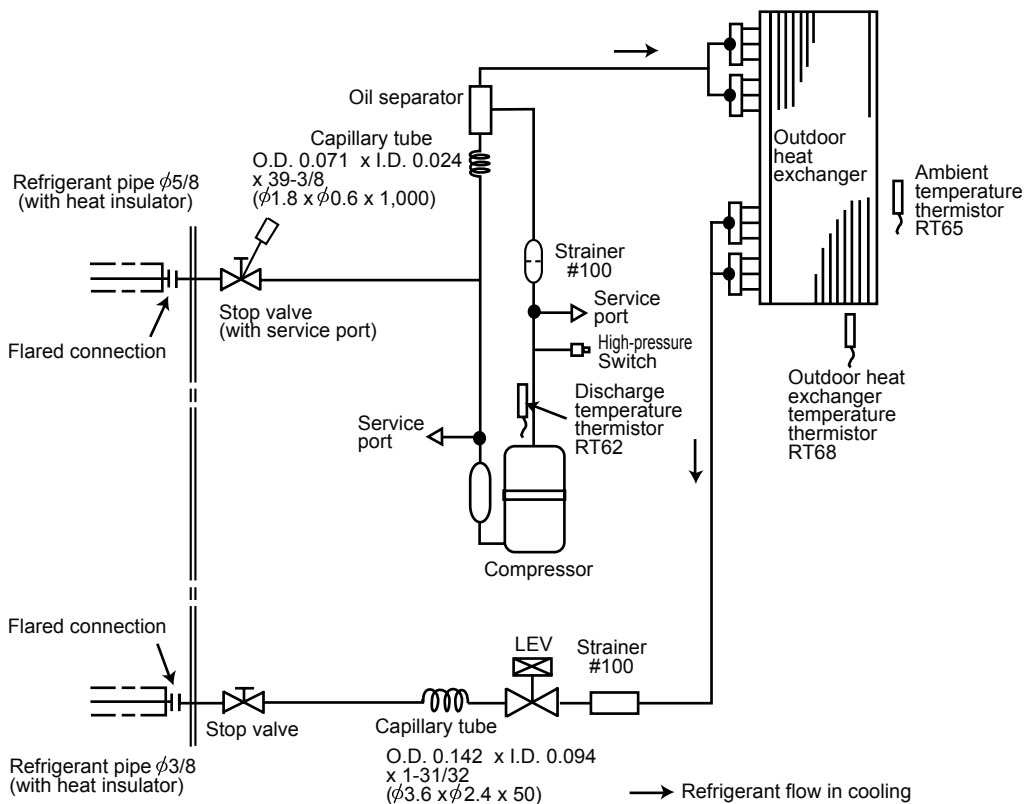 Oil separator
Capillary tube
O.D. 0.071 x I.D. 0.024
x 39-3/8
(ϕ1.8 x ϕ0.6 x 1,000)
Refrigerant pipe ϕ5/8
(with heat insulator)
Flared connection
Stop valve
(with service port)
Strainer
#100
Service
port
High-pressure
Switch
Discharge
temperature
thermistor
RT62
Service
port
Compressor
Outdoor
heat
exchanger
Ambient
temperature
thermistor
RT65
Outdoor heat
exchanger
temperature
thermistor
RT68
Flared connection
LEV
Strainer
#100
Stop valve
Capillary tube
O.D. 0.142 x I.D. 0.094
x 1-31/32
(ϕ3.6 x ϕ2.4 x 50)
Refrigerant pipe ϕ3/8
(with heat insulator)
Refrigerant flow in cooling